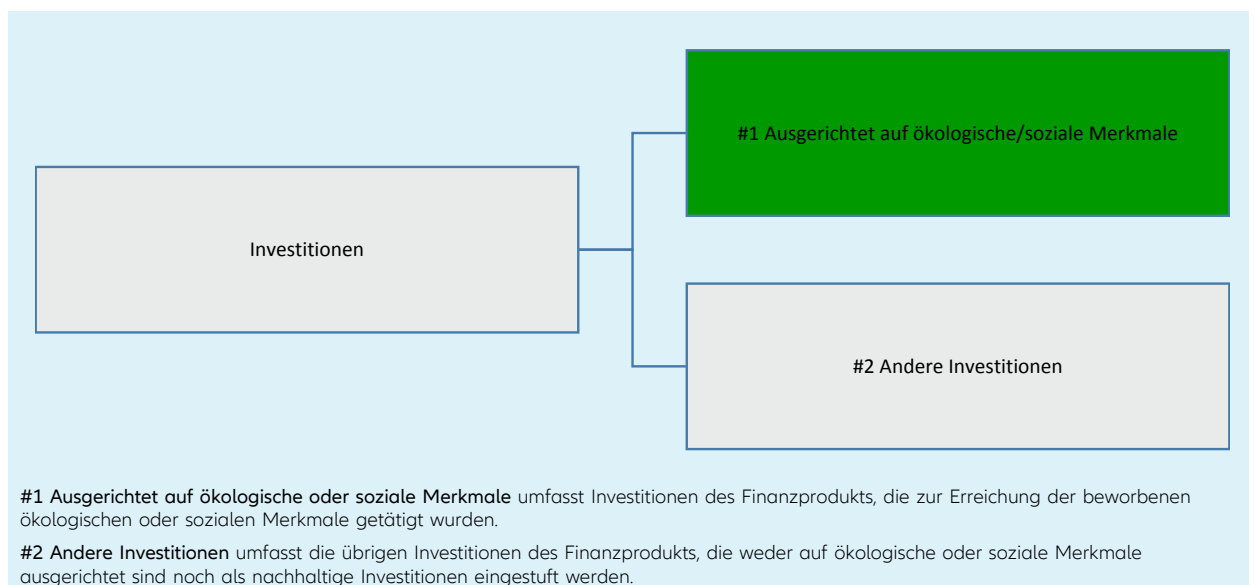 #1 Ausgerichtet auf ökologische/soziale Merkmale
Investitionen
#2 Andere Investitionen
#1 Ausgerichtet auf ökologische oder soziale Merkmale umfasst Investitionen des Finanzprodukts, die zur Erreichung der beworbenen
ökologischen oder sozialen Merkmale getätigt wurden.
#2 Andere Investitionen umfasst die übrigen Investitionen des Finanzprodukts, die weder auf ökologische oder soziale Merkmale
ausgerichtet sind noch als nachhaltige Investitionen eingestuft werden.